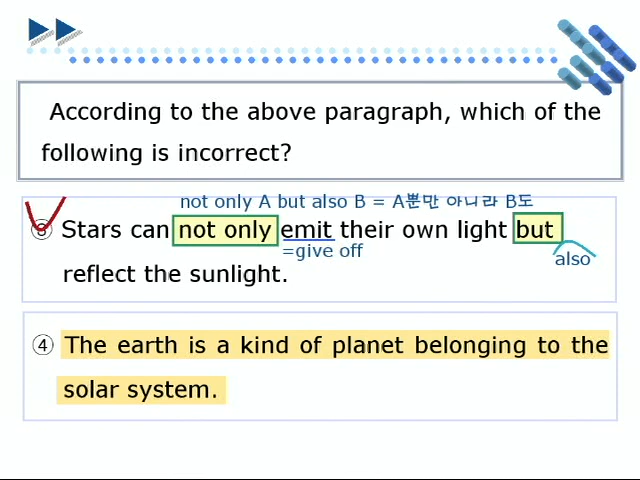 According to the above paragraph, which of the
following is incorrect?
not only A but also B = A뿐만 아니라 B도
③ Stars can not only emit their own light but
=give off
also
reflect the sunlight.
④ The earth is a kind of planet belonging to the
solar system.